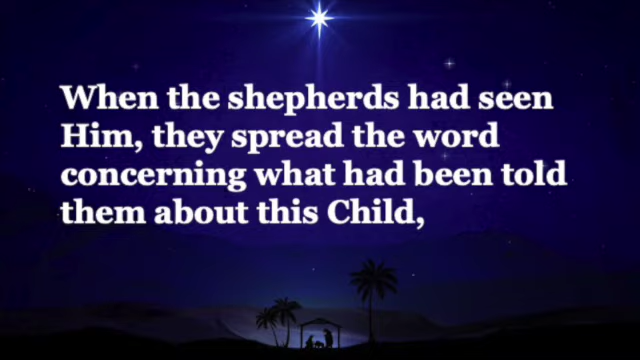 When the shepherds had seen
Him, they spread the word
concerning what had been told
them about this Child,